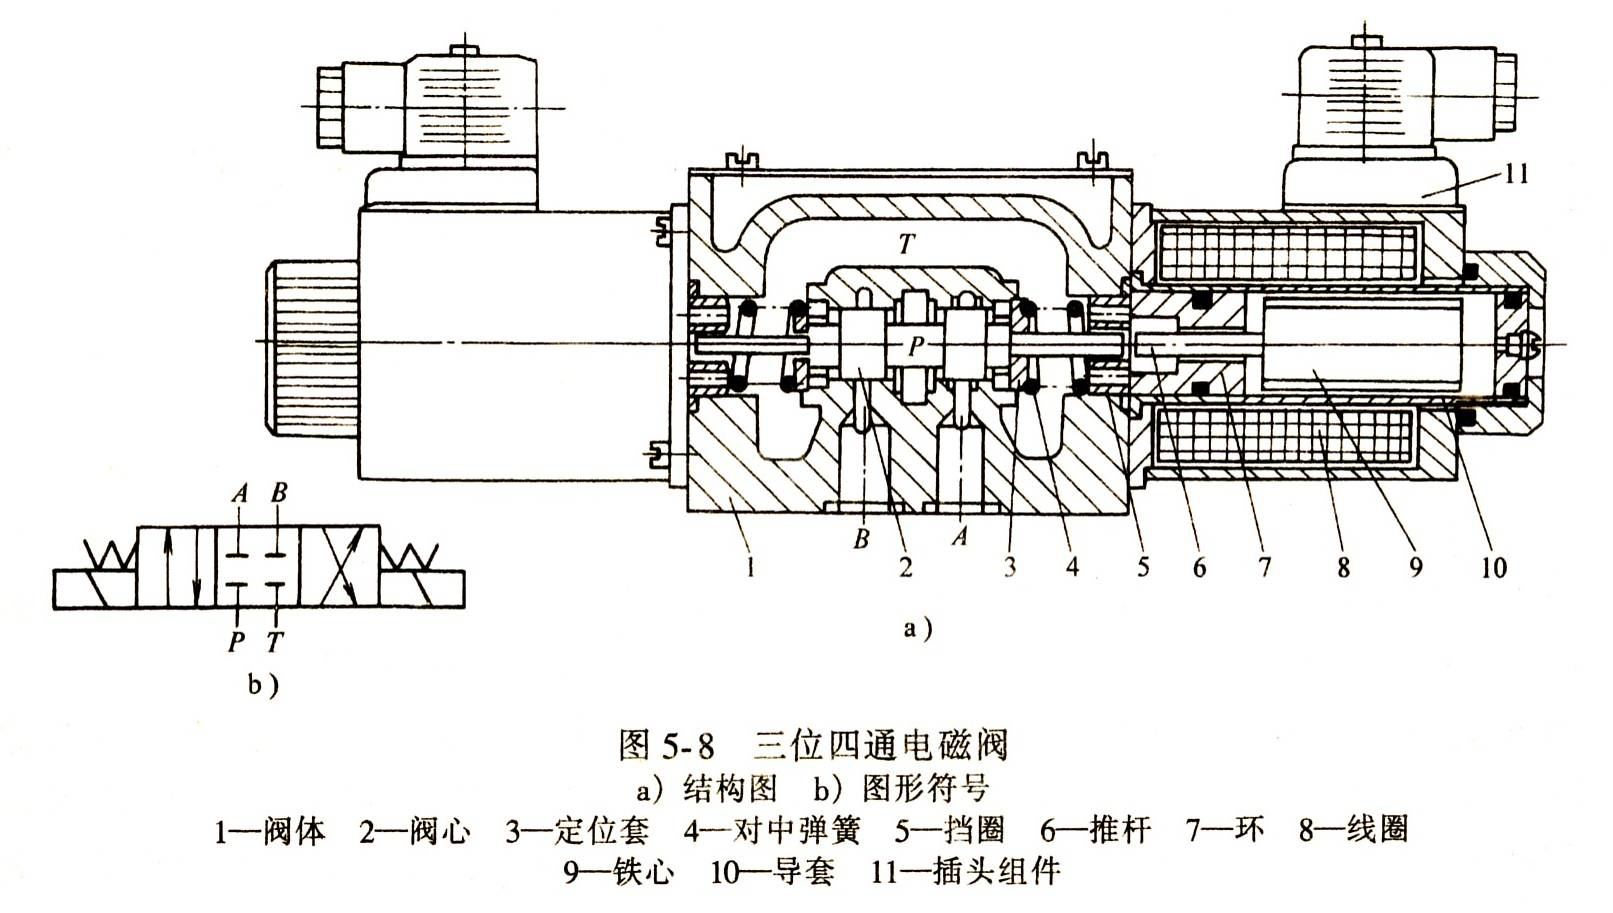 11
T
P
A B
B A
1 2 3 4 5 6 7 8 9 10
P T
a)
b)
图 5-8 三位四通电磁阀
a) 结构图 b) 图形符号
1—阀体 2—阀心 3—定位套 4—对中弹簧 5—挡圈 6—推杆 7—环 8—线圈
9—铁心 10—导套 11—插头组件